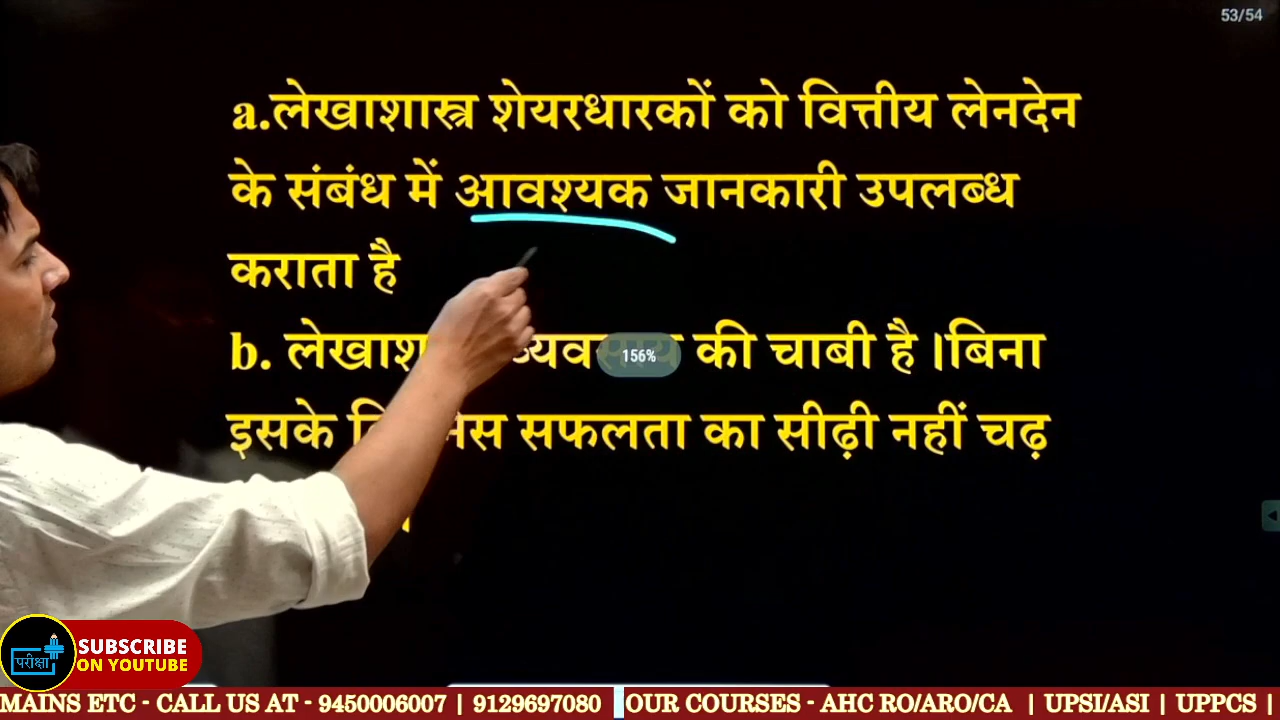 53/54
a.लेखाशास्त्र शेयरधारकों को वित्तीय लेनदेन
के संबंध में आवश्यक जानकारी उपलब्ध
कराता है
b. की चाबी है ।बिना
156%
इसके सफलता का सीढ़ी नहीं चढ़
परीक्षा
SUBSCRIBE
ON YOUTUBE
MAINS ETC - CALL US AT - 9450006007 | 9129697080 OUR COURSES - AHC RO/ARO/CA | UPSI/ASI | UPPCS |